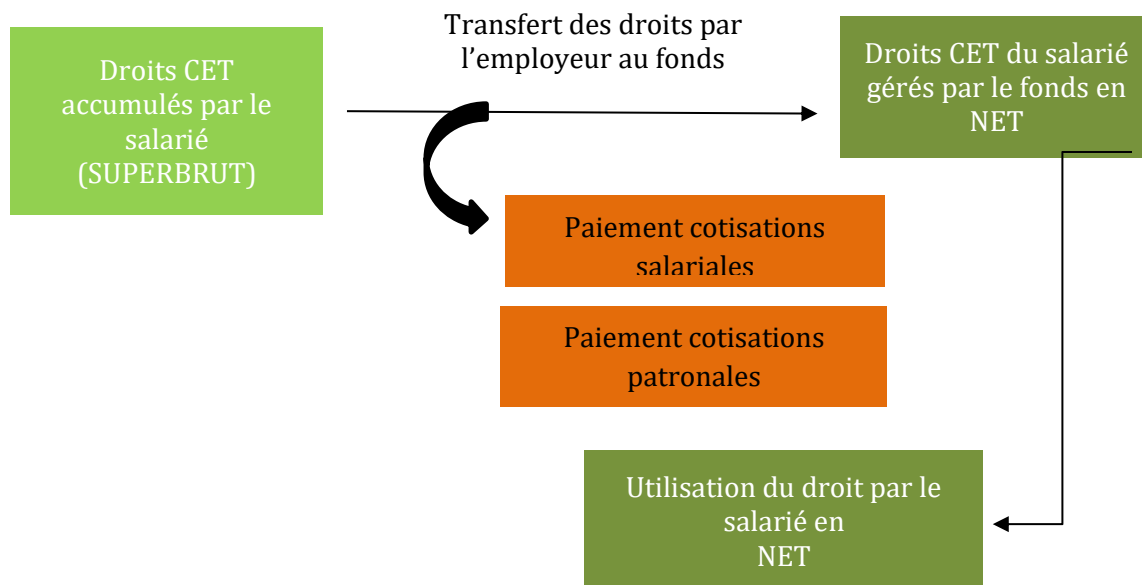 Droits CET
accumulés par le
salarié
(SUPERBRUT)
Transfert des droits par
l’employeur au fonds
Droits CET du salarié
gérés par le fonds en
NET
Paiement cotisations
salariales
Paiement cotisations
patronales
Utilisation du droit par le
salarié en
NET